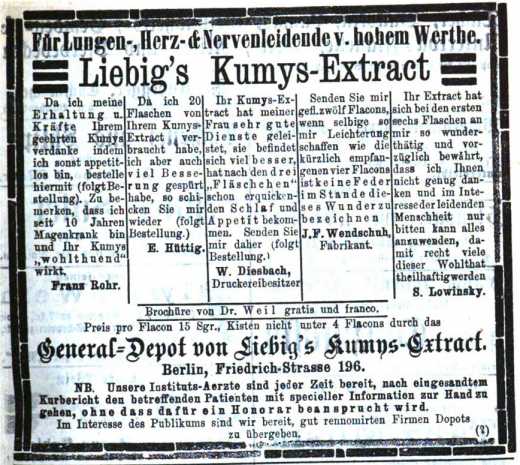 Für Lungen-, Herz- & Nervenleidende v. hohem Werthe.
Liebig's Kumys-Extract
Da ich meine
Erhaltung u.
Kräfte Ihrem
geehrten Kumys
verdanke indem
ich sonst appetit-
los bin, bestelle
hiermit (folgt Be-
stellung). Zu be-
merken, dass ich
seit 10 Jahren
Magenkrank bin
und Ihr Kumys
„wohlthuend"
wirkt.
Franz Rohr.
Da ich 20
Flaschen von
Ihrem Kumys-
Extract ver-
braucht habe,
ich aber auch
viel Besse-
rung gespürt
habe, so schi-
cken Sie mir
wieder (folgt
Bestellung.)
E. Hüttig.
Ihr Kumys-Ex-
tract hat meiner
Frau sehr gute
Dienste gelei-
stet, sie befindet
sich viel besser,
hat nach den drei
„Fläschchen"
schon erquicken-
den Schlaf und
Appetit bekom-
men. Senden Sie
mir daher (folgt
Bestellung.)
W. Diesbach,
Druckereibesitzer
Senden Sie mir
gefl. zwölf Flacons,
wenn selbige so
mir Leichterung
schaffen wie die
kürzlich empfan-
genen vier Flacons
ist keine Feder
im Stande die-
ses Wunder zu
bezeichnen
J. F. Wendschuh,
Fabrikant.
Ihr Extract hat
sich bei den ersten
sechs Flaschen an
mir so wunder-
thätig und vor-
züglich bewährt,
dass ich Ihnen
nicht genug dan-
ken und im Inte-
resse der leidenden
Menschheit nur
bitten kann alles
anzuwenden, da-
mit recht viele
dieser Wohlthat
theilhaftig werden
S. Lowinsky.
Brochüre von Dr. Weil gratis und franco.
Preis pro Flacon 15 Sgr., Kisten nicht unter 4 Flacons durch das
General-Depot von Liebig's Kumys-Extract.
Berlin, Friedrich-Strasse 196.
NB. Unsere Instituts-Aerzte sind jeder Zeit bereit, nach eingesandtem
Kurbericht den betreffenden Patienten mit specieller Information zur Hand zu
gehen, ohne dass dafür ein Honorar beansprucht wird.
Im Interesse des Publikums sind wir bereit, gut rennomirten Firmen Depots
zu übergeben.
(2)